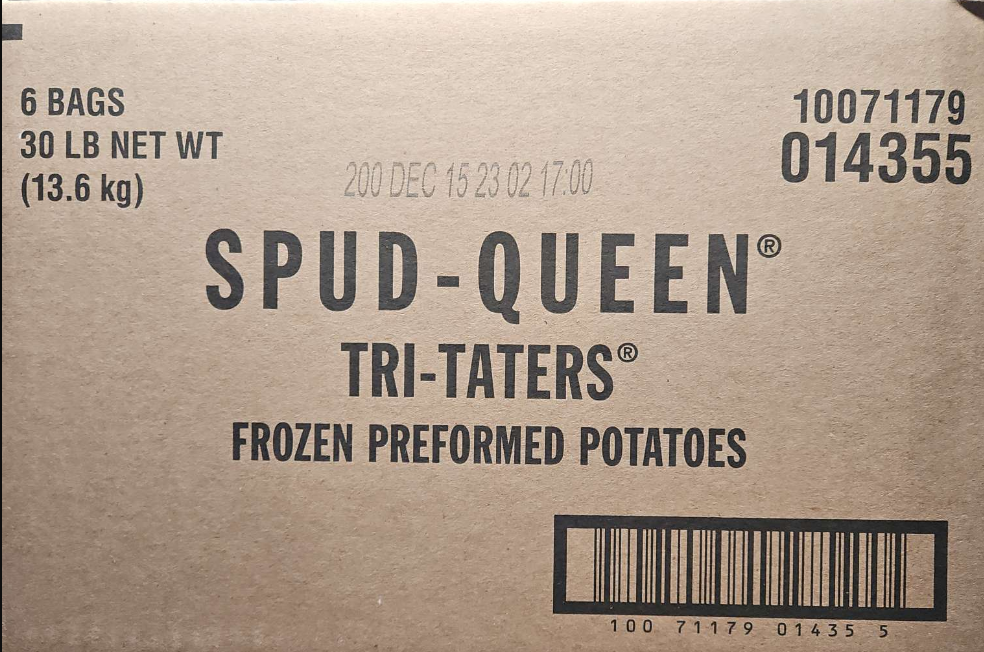 6 BAGS
30 LB NET WT
(13.6 kg)
10071179
014355
200 DEC 15 23 02 17:00
SPUD-QUEEN®
TRI-TATERS®
FROZEN PREFORMED POTATOES
100 71179 01435 5